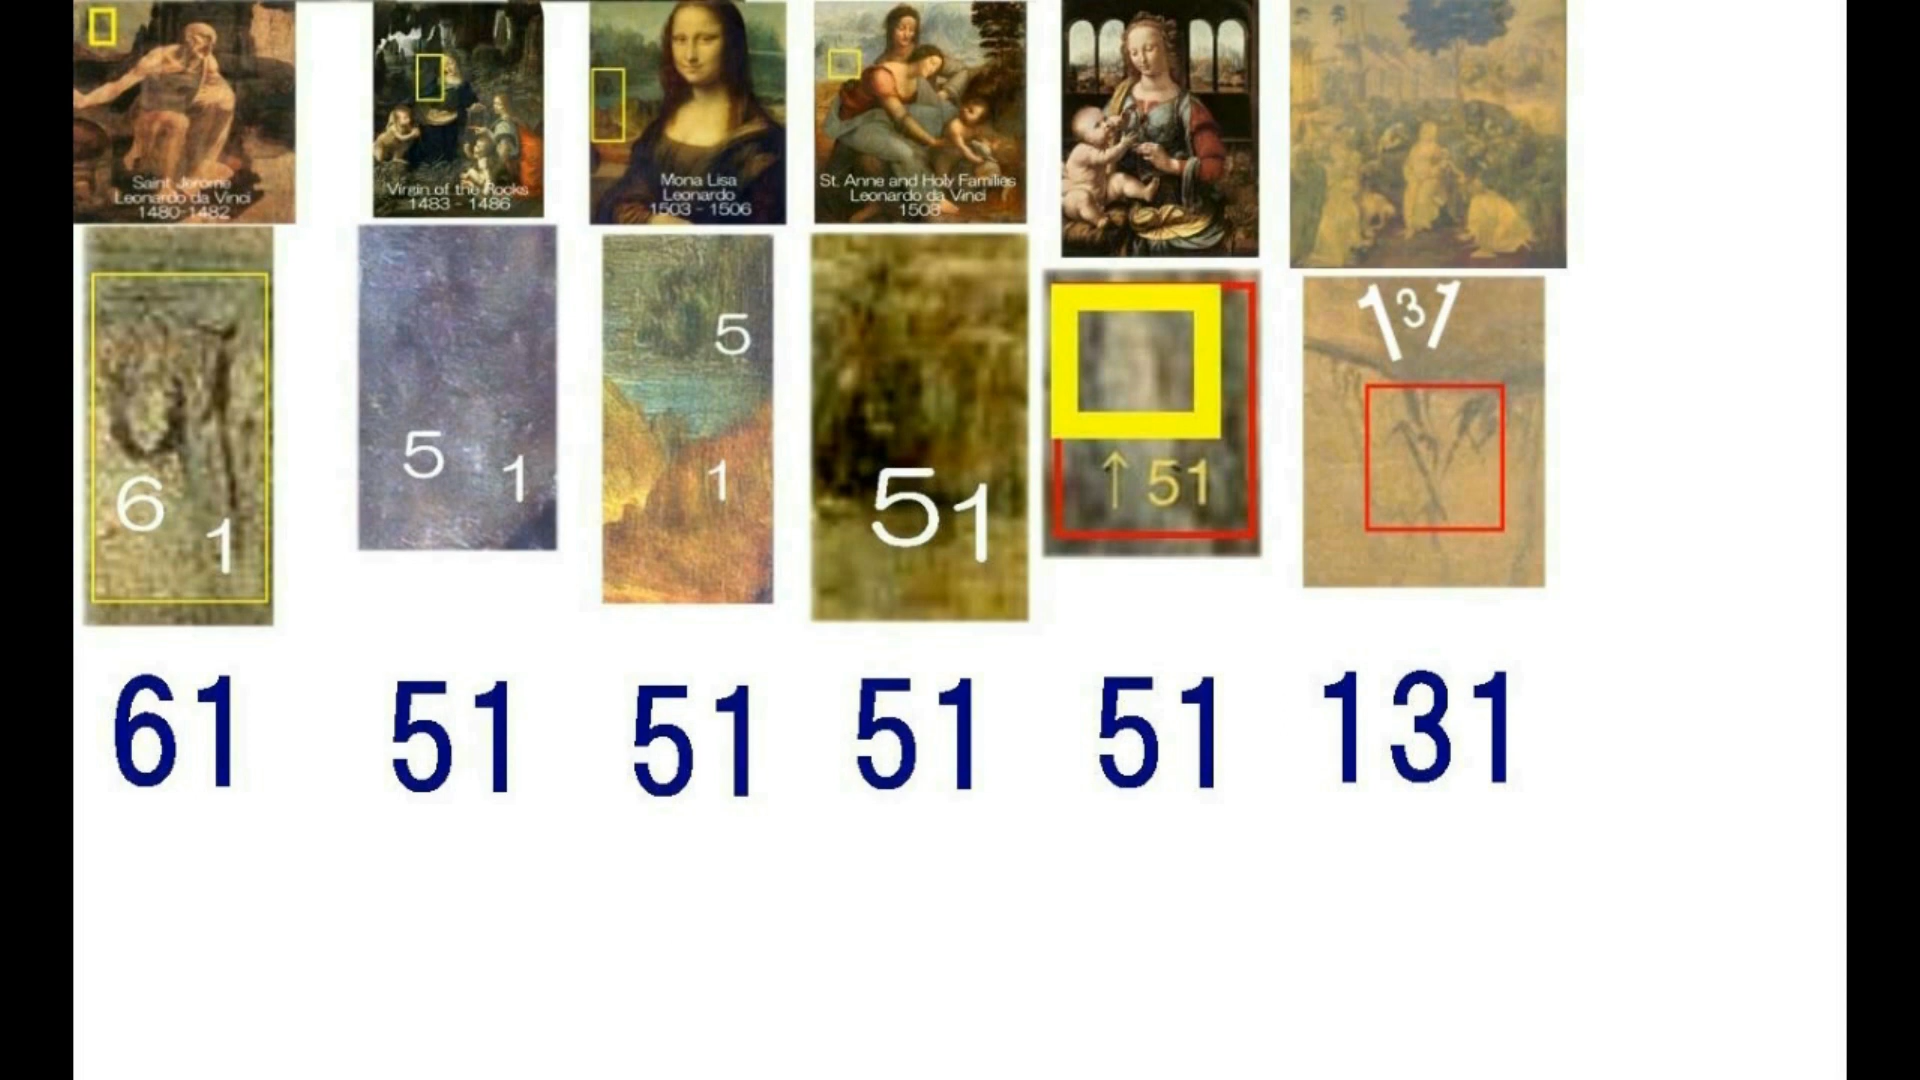 Saint Jerome
Leonardo da Vinci
1480-1482
Virgin of the Rocks
1483 - 1486
Mona Lisa
Leonardo
1503 - 1506
St. Anne and Holy Families
Leonardo da Vinci
1508
6 1
5 1
5
1
51
↑ 51
131
61 51 51 51 51 131